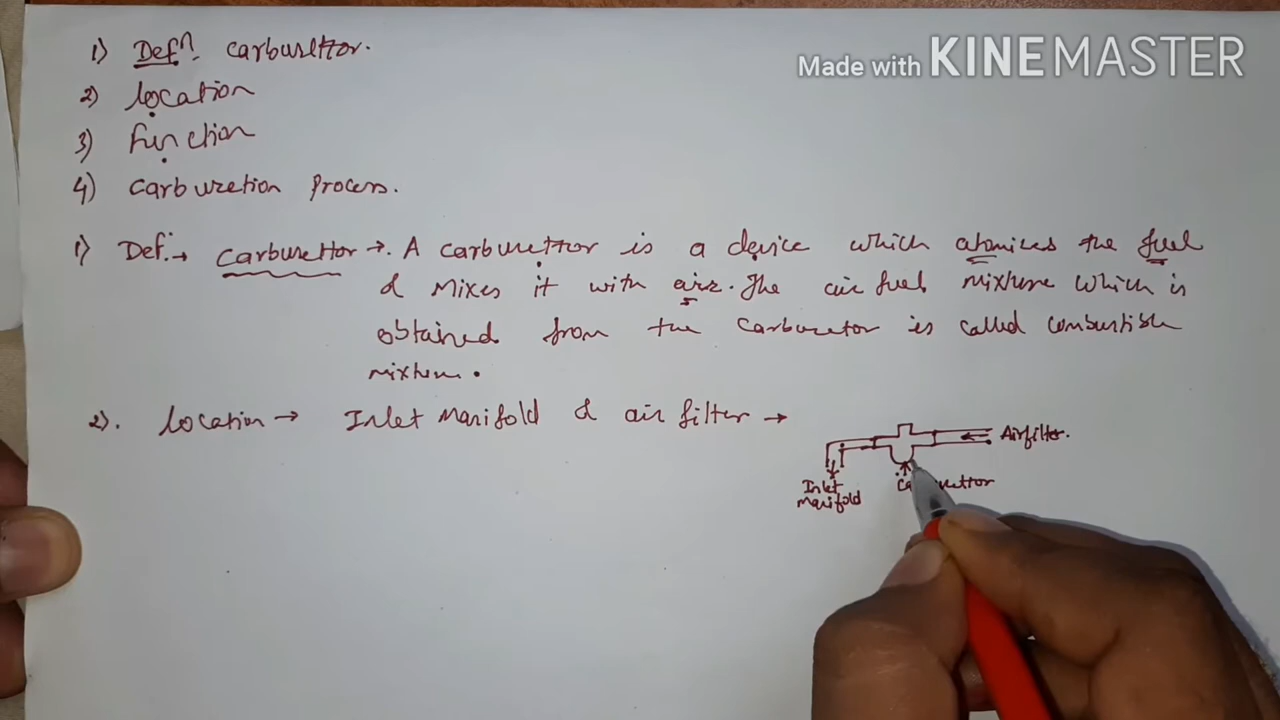 Made with KINEMASTER
1) Defⁿ. carburettor.
2) location
3) function
4) carburetion process.
1) Def:→ carburettor →. A carburettor is a device which atomices the fuel
& mixes it with air. The air fuel mixture which is
obtained from the carburetor is called combustible
mixture.
2). location → Inlet Manifold & air filter →
Airfilter.
Inlet
manifold